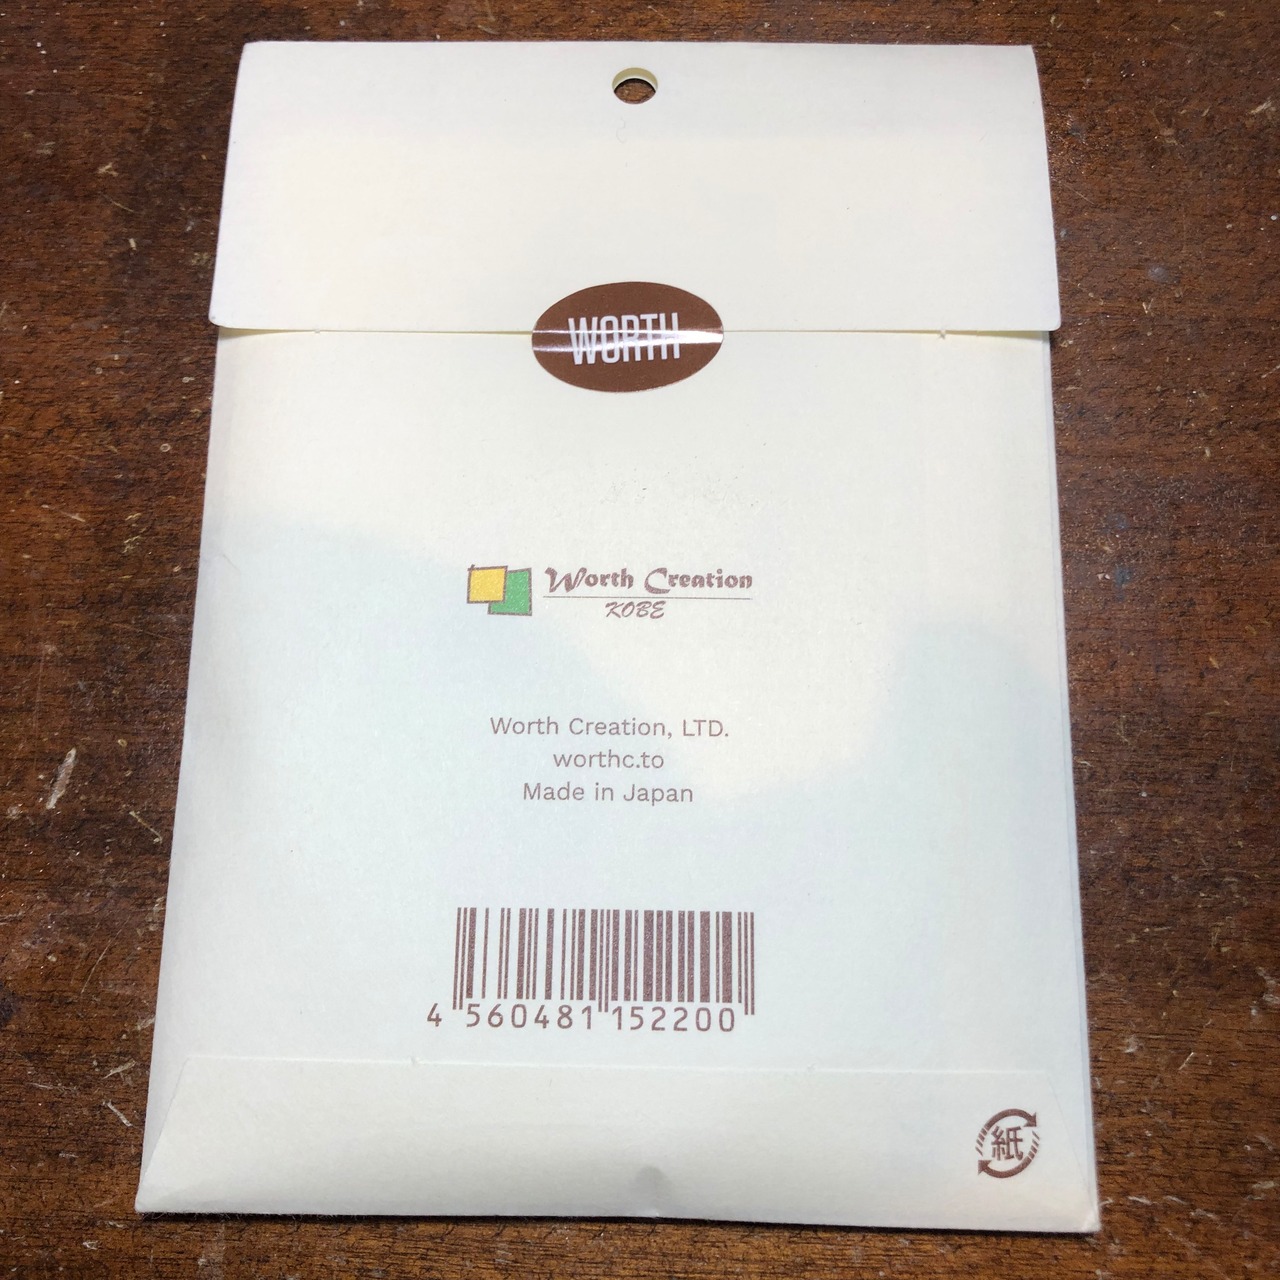 WORTH
Worth Creation
KOBE
Worth Creation, LTD.
worthc.to
Made in Japan
4 560481 152200
紙